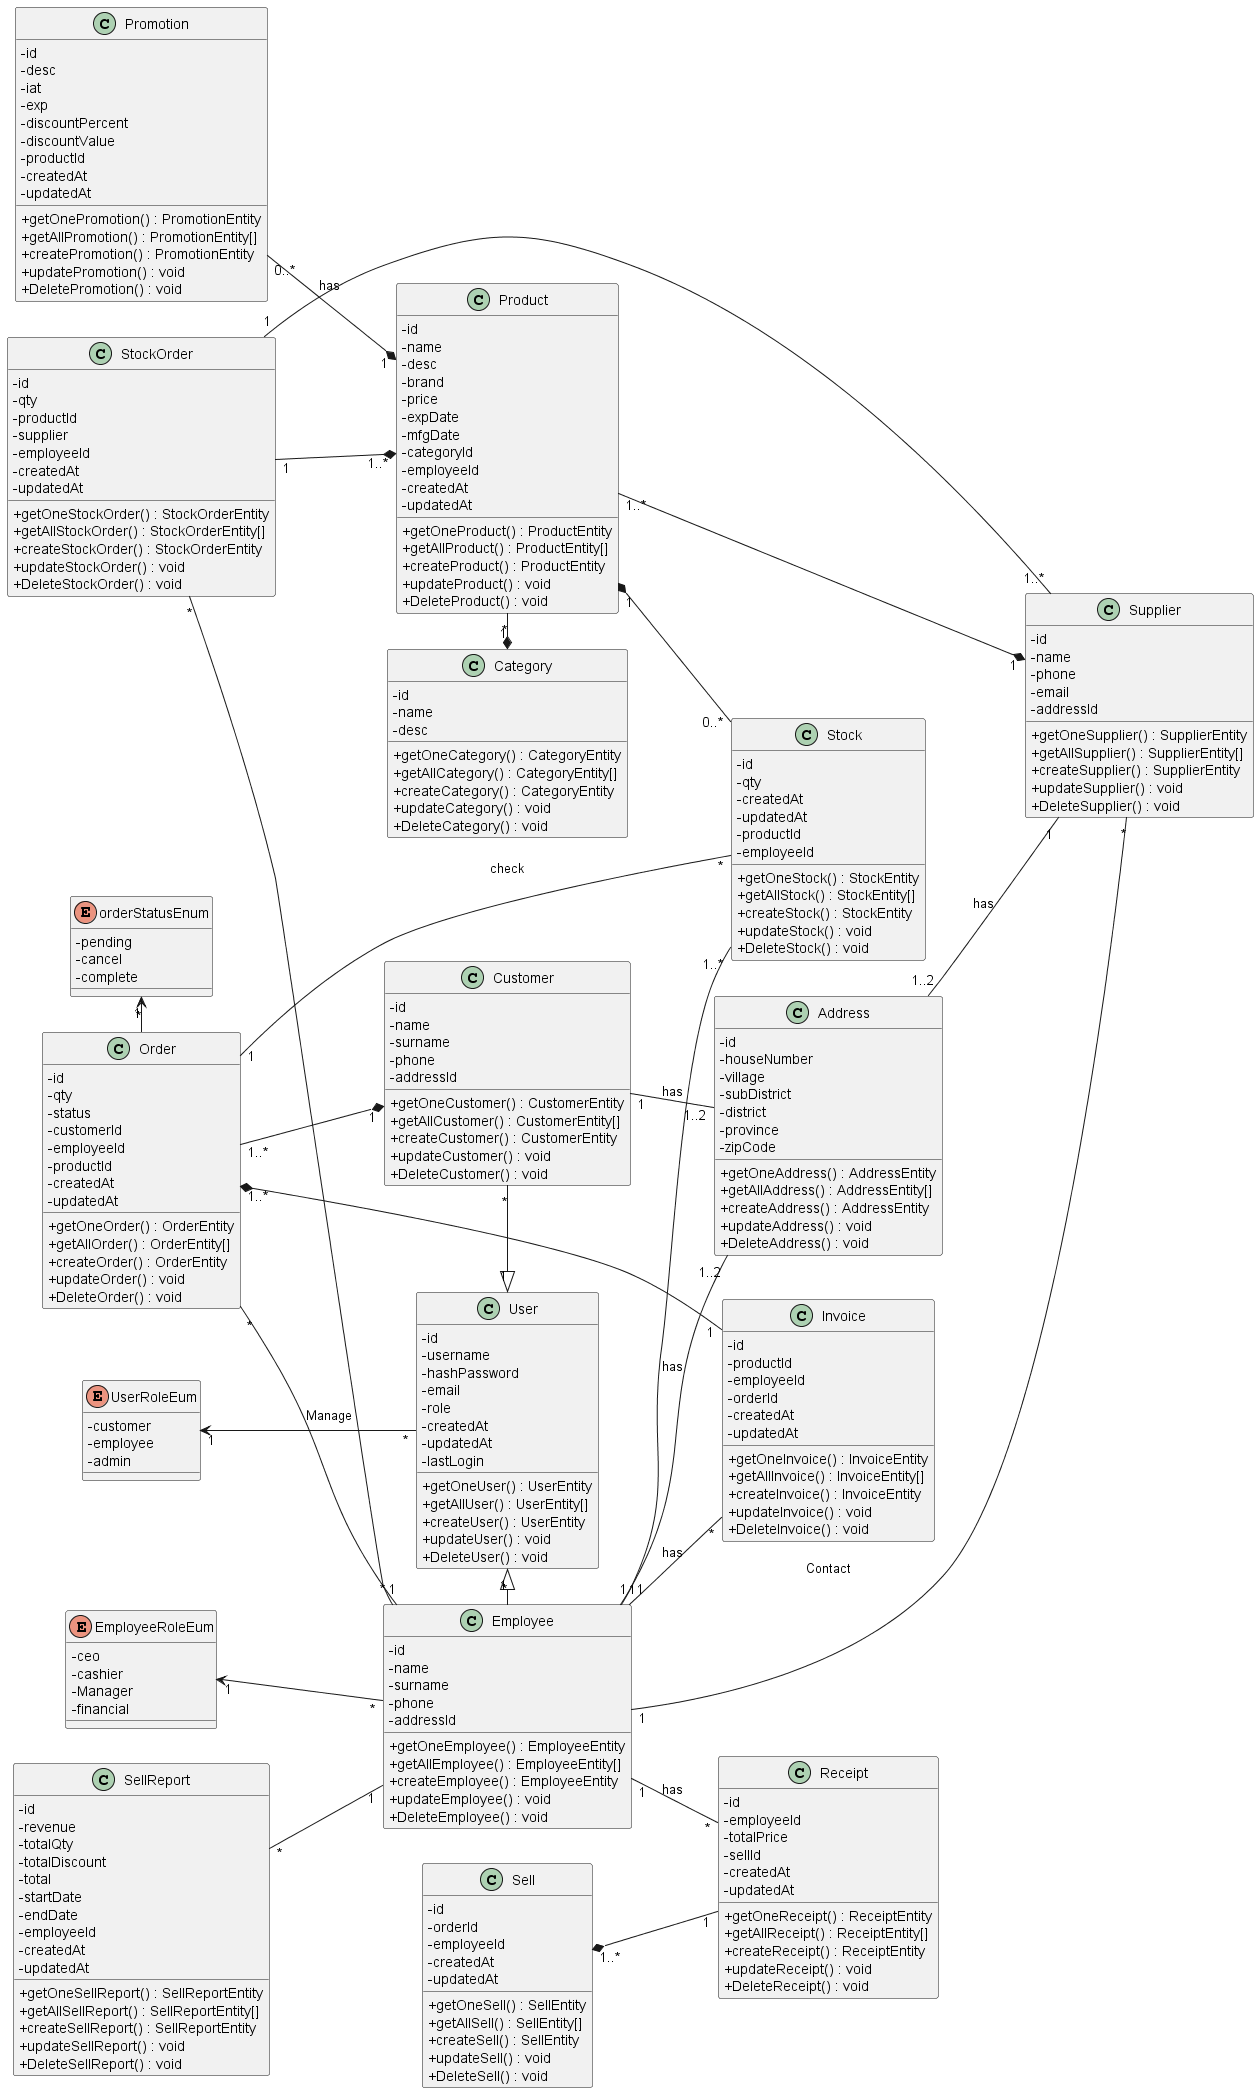 C Promotion
-id
-desc
-iat
-exp
-discountPercent
-discountValue
-productId
-createdAt
-updatedAt
+getOnePromotion() : PromotionEntity
+getAllPromotion() : PromotionEntity[]
+createPromotion() : PromotionEntity
+updatePromotion() : void
+DeletePromotion() : void
0..*
has
1
C Product
-id
-name
-desc
-brand
-price
-expDate
-mfgDate
-categoryId
-employeeId
-createdAt
-updatedAt
+getOneProduct() : ProductEntity
+getAllProduct() : ProductEntity[]
+createProduct() : ProductEntity
+updateProduct() : void
+DeleteProduct() : void
1
C StockOrder
-id
-qty
-productId
-supplier
-employeeId
-createdAt
-updatedAt
+getOneStockOrder() : StockOrderEntity
+getAllStockOrder() : StockOrderEntity[]
+createStockOrder() : StockOrderEntity
+updateStockOrder() : void
+DeleteStockOrder() : void
1
1..*
*
1..*
1
*
1
1..*
1
C Supplier
-id
-name
-phone
-email
-addressId
+getOneSupplier() : SupplierEntity
+getAllSupplier() : SupplierEntity[]
+createSupplier() : SupplierEntity
+updateSupplier() : void
+DeleteSupplier() : void
1
*
C Category
-id
-name
-desc
+getOneCategory() : CategoryEntity
+getAllCategory() : CategoryEntity[]
+createCategory() : CategoryEntity
+updateCategory() : void
+DeleteCategory() : void
0..*
C Stock
-id
-qty
-createdAt
-updatedAt
-productId
-employeeId
+getOneStock() : StockEntity
+getAllStock() : StockEntity[]
+createStock() : StockEntity
+updateStock() : void
+DeleteStock() : void
check
*
1..*
has
1..2
E orderStatusEnum
-pending
-cancel
-complete
*
1
C Order
-id
-qty
-status
-customerId
-employeeId
-productId
-createdAt
-updatedAt
+getOneOrder() : OrderEntity
+getAllOrder() : OrderEntity[]
+createOrder() : OrderEntity
+updateOrder() : void
+DeleteOrder() : void
1
1..*
1
1..*
*
C Customer
-id
-name
-surname
-phone
-addressId
+getOneCustomer() : CustomerEntity
+getAllCustomer() : CustomerEntity[]
+createCustomer() : CustomerEntity
+updateCustomer() : void
+DeleteCustomer() : void
1
has
1..2
*
1
C Address
-id
-houseNumber
-village
-subDistrict
-district
-province
-zipCode
+getOneAddress() : AddressEntity
+getAllAddress() : AddressEntity[]
+createAddress() : AddressEntity
+updateAddress() : void
+DeleteAddress() : void
1..2
C User
-id
-username
-hashPassword
-email
-role
-createdAt
-updatedAt
-lastLogin
+getOneUser() : UserEntity
+getAllUser() : UserEntity[]
+createUser() : UserEntity
+updateUser() : void
+DeleteUser() : void
1
C Invoice
-id
-productId
-employeeId
-orderId
-createdAt
-updatedAt
+getOneInvoice() : InvoiceEntity
+getAllInvoice() : InvoiceEntity[]
+createInvoice() : InvoiceEntity
+updateInvoice() : void
+DeleteInvoice() : void
has
*
has
E UserRoleEum
-customer
-employee
-admin
1
Manage
*
Contact
*
1
1
*
1
1
1
E EmployeeRoleEum
-ceo
-cashier
-Manager
-financial
1
*
C Employee
-id
-name
-surname
-phone
-addressId
+getOneEmployee() : EmployeeEntity
+getAllEmployee() : EmployeeEntity[]
+createEmployee() : EmployeeEntity
+updateEmployee() : void
+DeleteEmployee() : void
1
1
has
*
1
C SellReport
-id
-revenue
-totalQty
-totalDiscount
-total
-startDate
-endDate
-employeeId
-createdAt
-updatedAt
+getOneSellReport() : SellReportEntity
+getAllSellReport() : SellReportEntity[]
+createSellReport() : SellReportEntity
+updateSellReport() : void
+DeleteSellReport() : void
*
C Receipt
-id
-employeeId
-totalPrice
-sellId
-createdAt
-updatedAt
+getOneReceipt() : ReceiptEntity
+getAllReceipt() : ReceiptEntity[]
+createReceipt() : ReceiptEntity
+updateReceipt() : void
+DeleteReceipt() : void
1
C Sell
-id
-orderId
-employeeId
-createdAt
-updatedAt
+getOneSell() : SellEntity
+getAllSell() : SellEntity[]
+createSell() : SellEntity
+updateSell() : void
+DeleteSell() : void
1..*